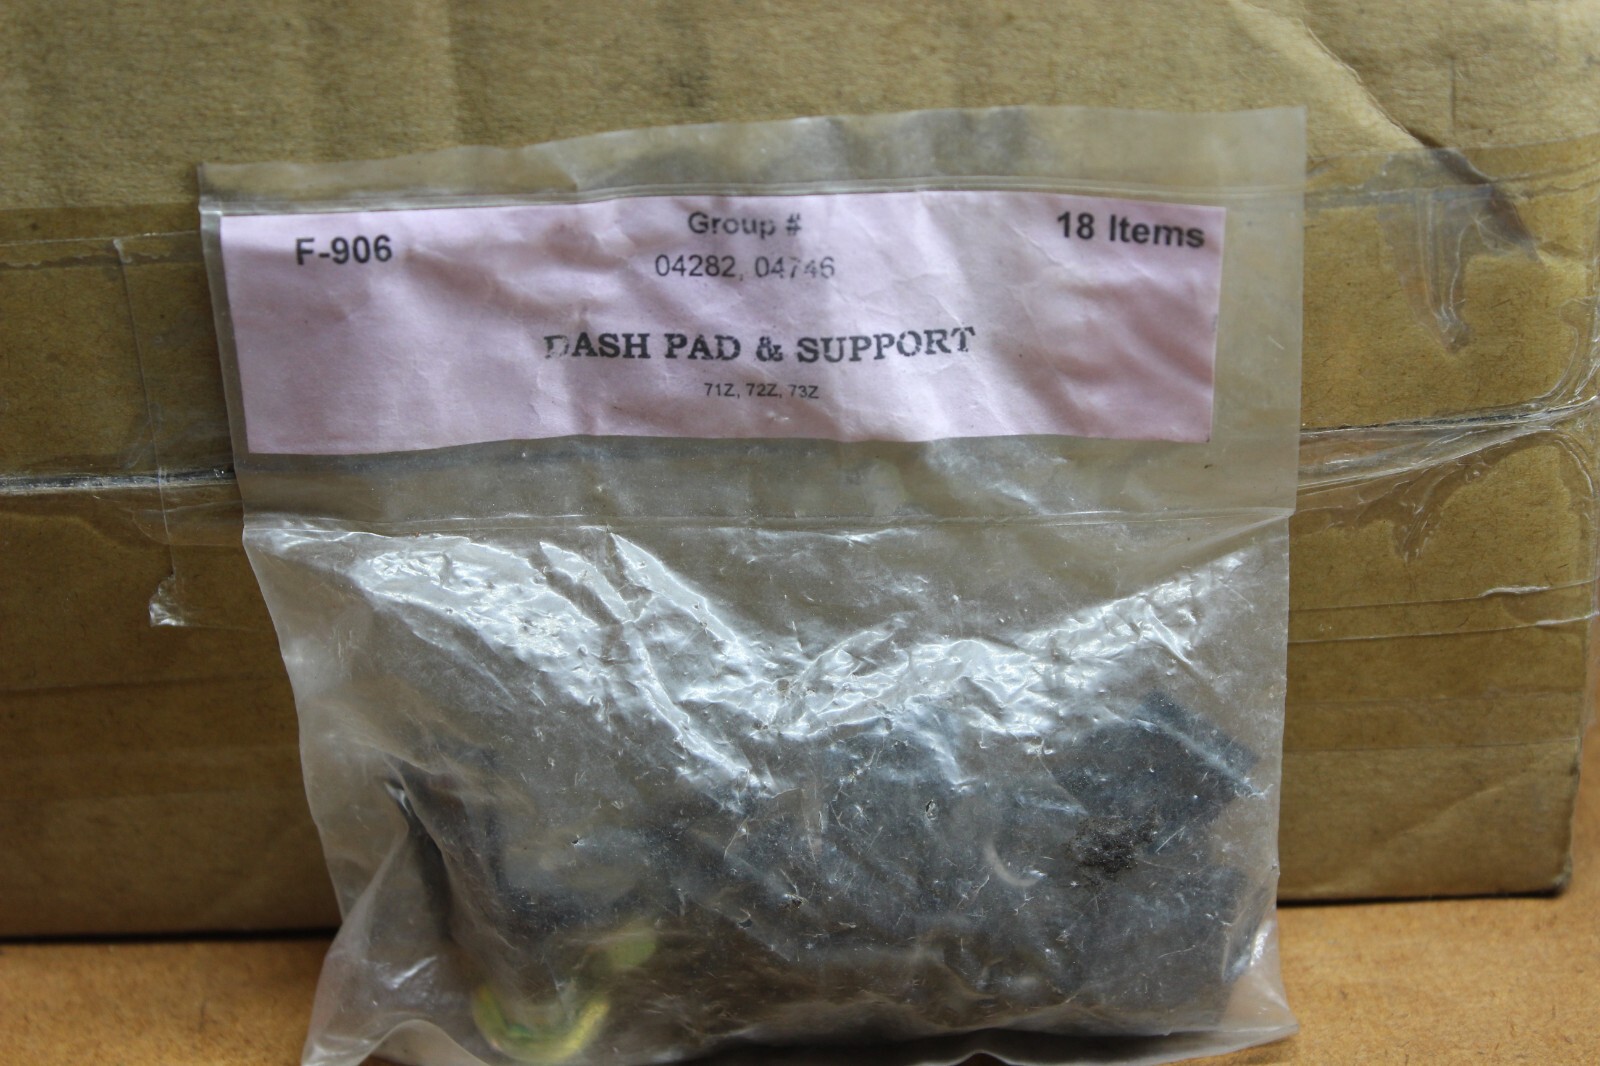 F-906
Group #
18 Items
04282, 04746
DASH PAD & SUPPORT
71Z, 72Z, 73Z